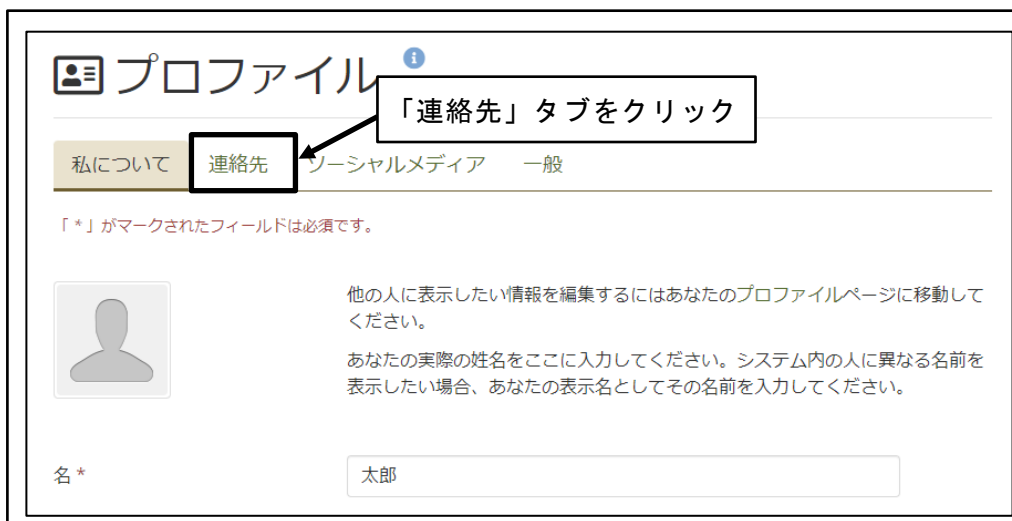 プロファイル
「連絡先」タブをクリック
私について 連絡先 ソーシャルメディア 一般
「*」がマークされたフィールドは必須です。
他の人に表示したい情報を編集するにはあなたのプロファイルページに移動して
ください。
あなたの実際の姓名をここに入力してください。システム内の人に異なる名前を
表示したい場合、あなたの表示名としてその名前を入力してください。
名 * 太郎